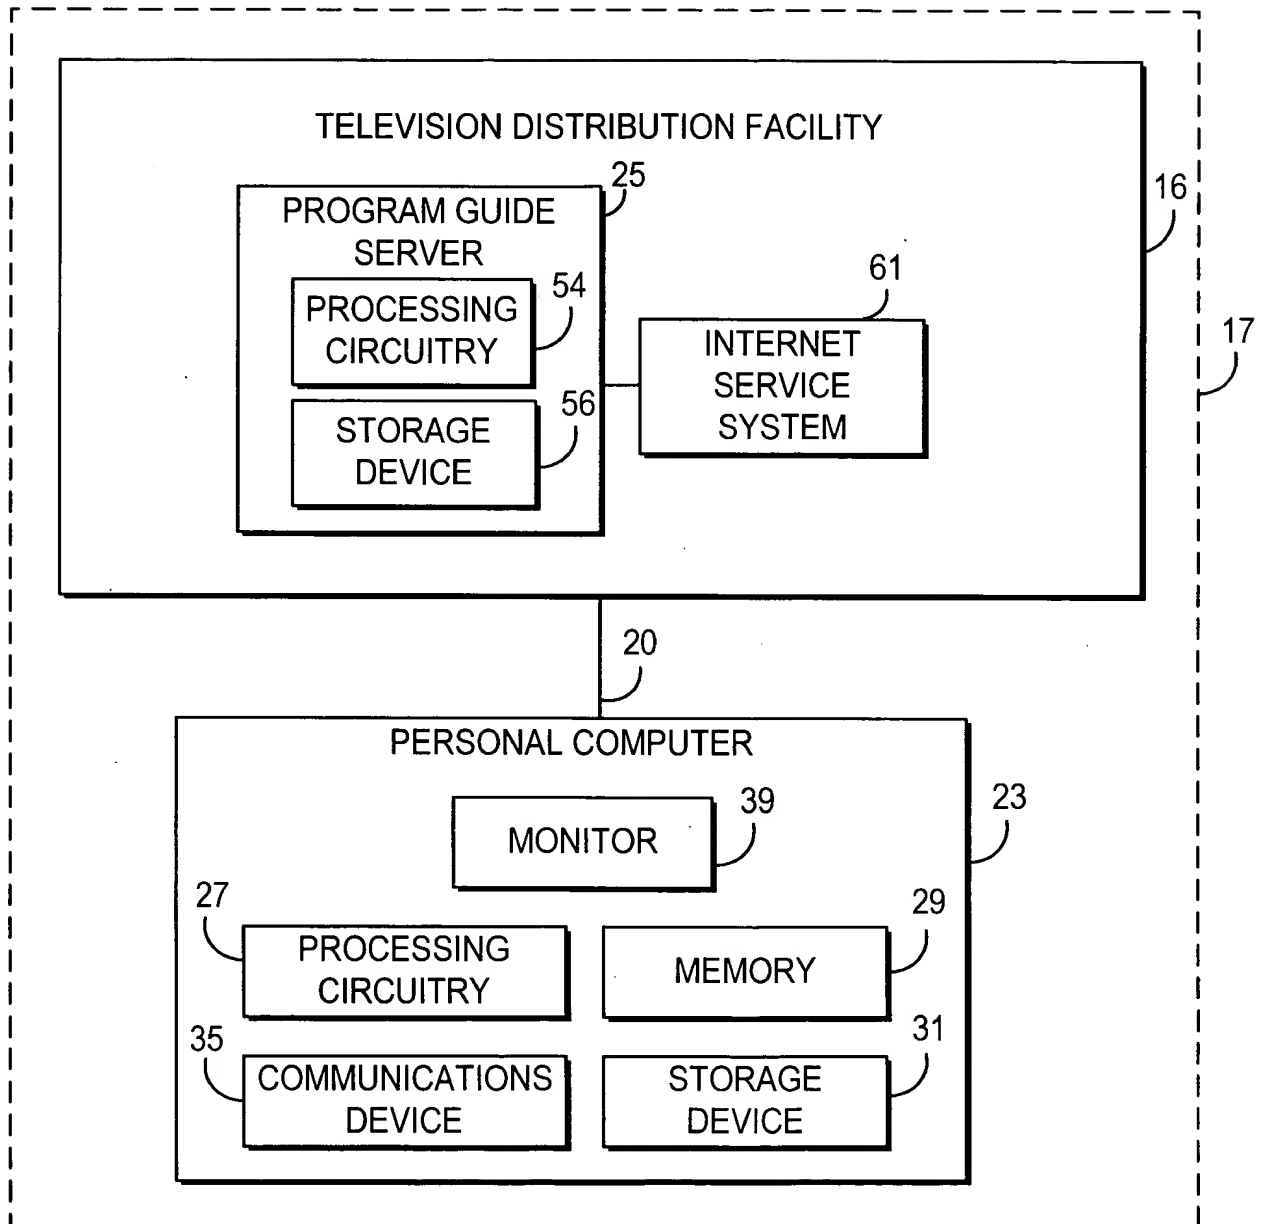 TELEVISION DISTRIBUTION FACILITY
25
16
PROGRAM GUIDE
SERVER
54
PROCESSING
CIRCUITRY
61
INTERNET
SERVICE
SYSTEM
17
56
STORAGE
DEVICE
20
PERSONAL COMPUTER
39
23
MONITOR
27
PROCESSING
CIRCUITRY
29
MEMORY
35
COMMUNICATIONS
DEVICE
31
STORAGE
DEVICE